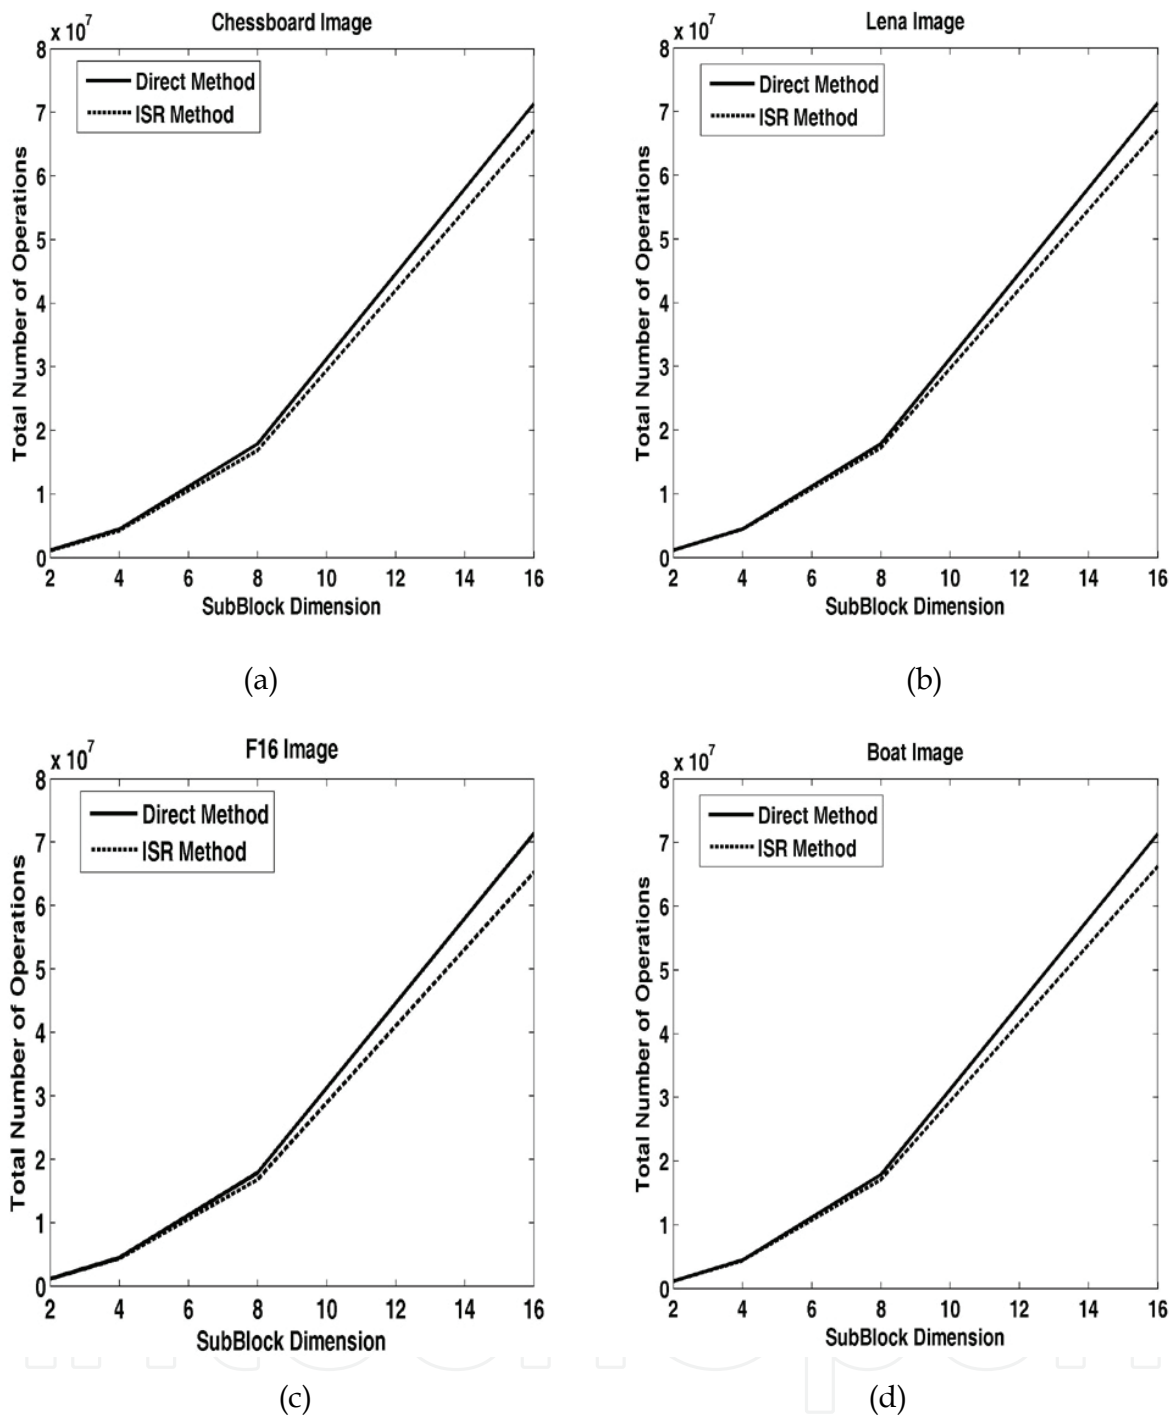 Chessboard Image
x 10^7
8
7
6
5
4
3
2
1
0
Total Number of Operations
Direct Method
ISR Method
2 4 6 8 10 12 14 16
SubBlock Dimension
(a)
Lena Image
x 10^7
8
7
6
5
4
3
2
1
0
Total Number of Operations
Direct Method
ISR Method
2 4 6 8 10 12 14 16
SubBlock Dimension
(b)
F16 Image
x 10^7
8
7
6
5
4
3
2
1
0
Total Number of Operations
Direct Method
ISR Method
2 4 6 8 10 12 14 16
SubBlock Dimension
(c)
Boat Image
x 10^7
8
7
6
5
4
3
2
1
0
Total Number of Operations
Direct Method
ISR Method
2 4 6 8 10 12 14 16
SubBlock Dimension
(d)